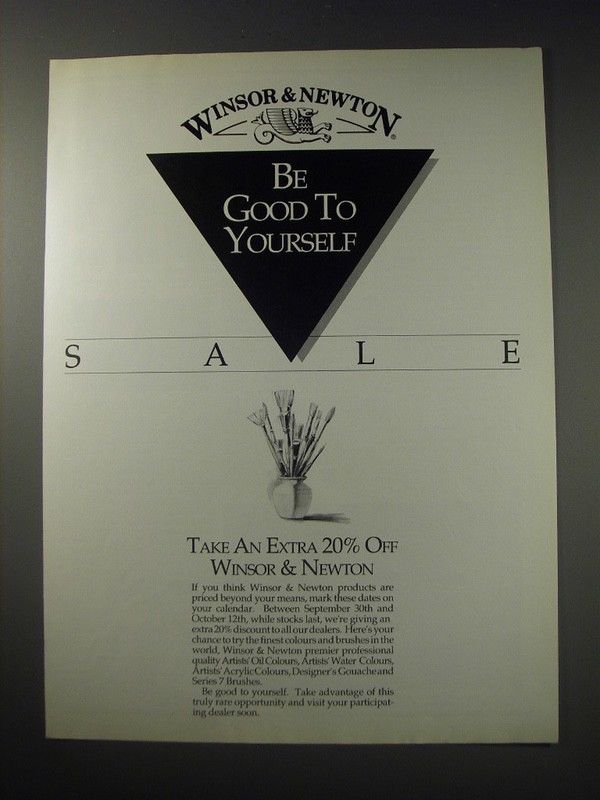 WINSOR & NEWTON®
BE
GOOD TO
YOURSELF
S A L E
TAKE AN EXTRA 20% OFF
WINSOR & NEWTON
If you think Winsor & Newton products are
priced beyond your means, mark these dates on
your calendar. Between September 30th and
October 12th, while stocks last, we're giving an
extra 20% discount to all our dealers. Here's your
chance to try the finest colours and brushes in the
world, Winsor & Newton premier professional
quality Artists' Oil Colours, Artists' Water Colours,
Artists' Acrylic Colours, Designer's Gouache and
Series 7 Brushes.
Be good to yourself. Take advantage of this
truly rare opportunity and visit your participat-
ing dealer soon.